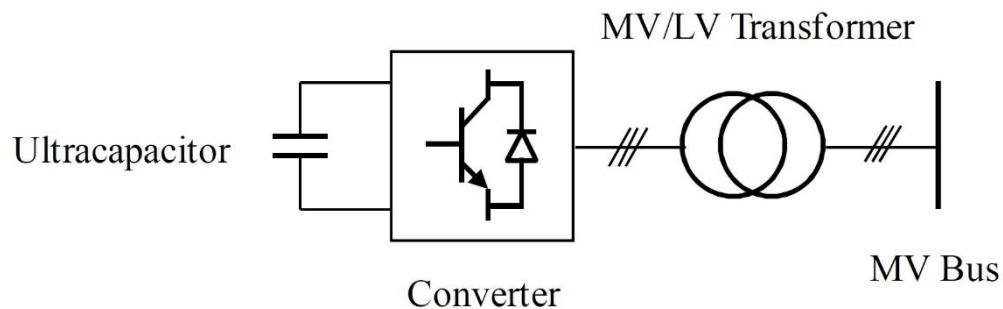 MV/LV Transformer
Ultracapacitor
MV Bus
Converter